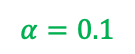 α = 0.1